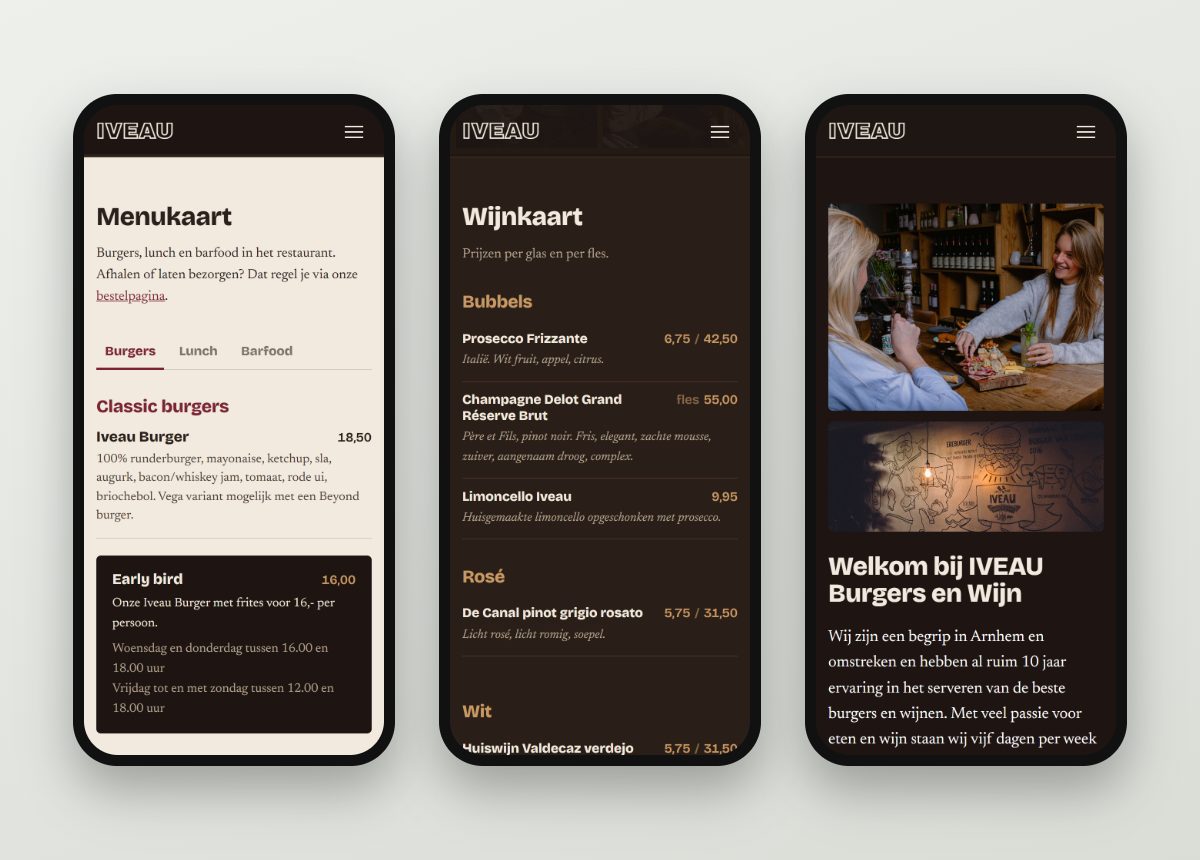 IVEAU
Menukaart
Burgers, lunch en barfood in het restaurant.
Afhalen of laten bezorgen? Dat regel je via onze
bestelpagina.
Burgers Lunch Barfood
Classic burgers
Iveau Burger 18,50
100% runderburger, mayonaise, ketchup, sla,
augurk, bacon/whiskey jam, tomaat, rode ui,
briochebol. Vega variant mogelijk met een Beyond
burger.
Early bird 16,00
Onze Iveau Burger met frites voor 16,- per
persoon.
Woensdag en donderdag tussen 16.00 en
18.00 uur
Vrijdag tot en met zondag tussen 12.00 en
18.00 uur
IVEAU
Wijnkaart
Prijzen per glas en per fles.
Bubbels
Prosecco Frizzante 6,75 / 42,50
Italië. Wit fruit, appel, citrus.
Champagne Delot Grand fles 55,00
Réserve Brut
Père et Fils, pinot noir. Fris, elegant, zachte mousse,
zuiver, aangenaam droog, complex.
Limoncello Iveau 9,95
Huisgemaakte limoncello opgeschonken met prosecco.
Rosé
De Canal pinot grigio rosato 5,75 / 31,50
Licht rosé, licht romig, soepel.
Wit
Huiswijn Valdecaz verdejo 5,75 / 31,50
IVEAU
IVEAU
Welkom bij IVEAU
Burgers en Wijn
Wij zijn een begrip in Arnhem en
omstreken en hebben al ruim 10 jaar
ervaring in het serveren van de beste
burgers en wijnen. Met veel passie voor
eten en wijn staan wij vijf dagen per week